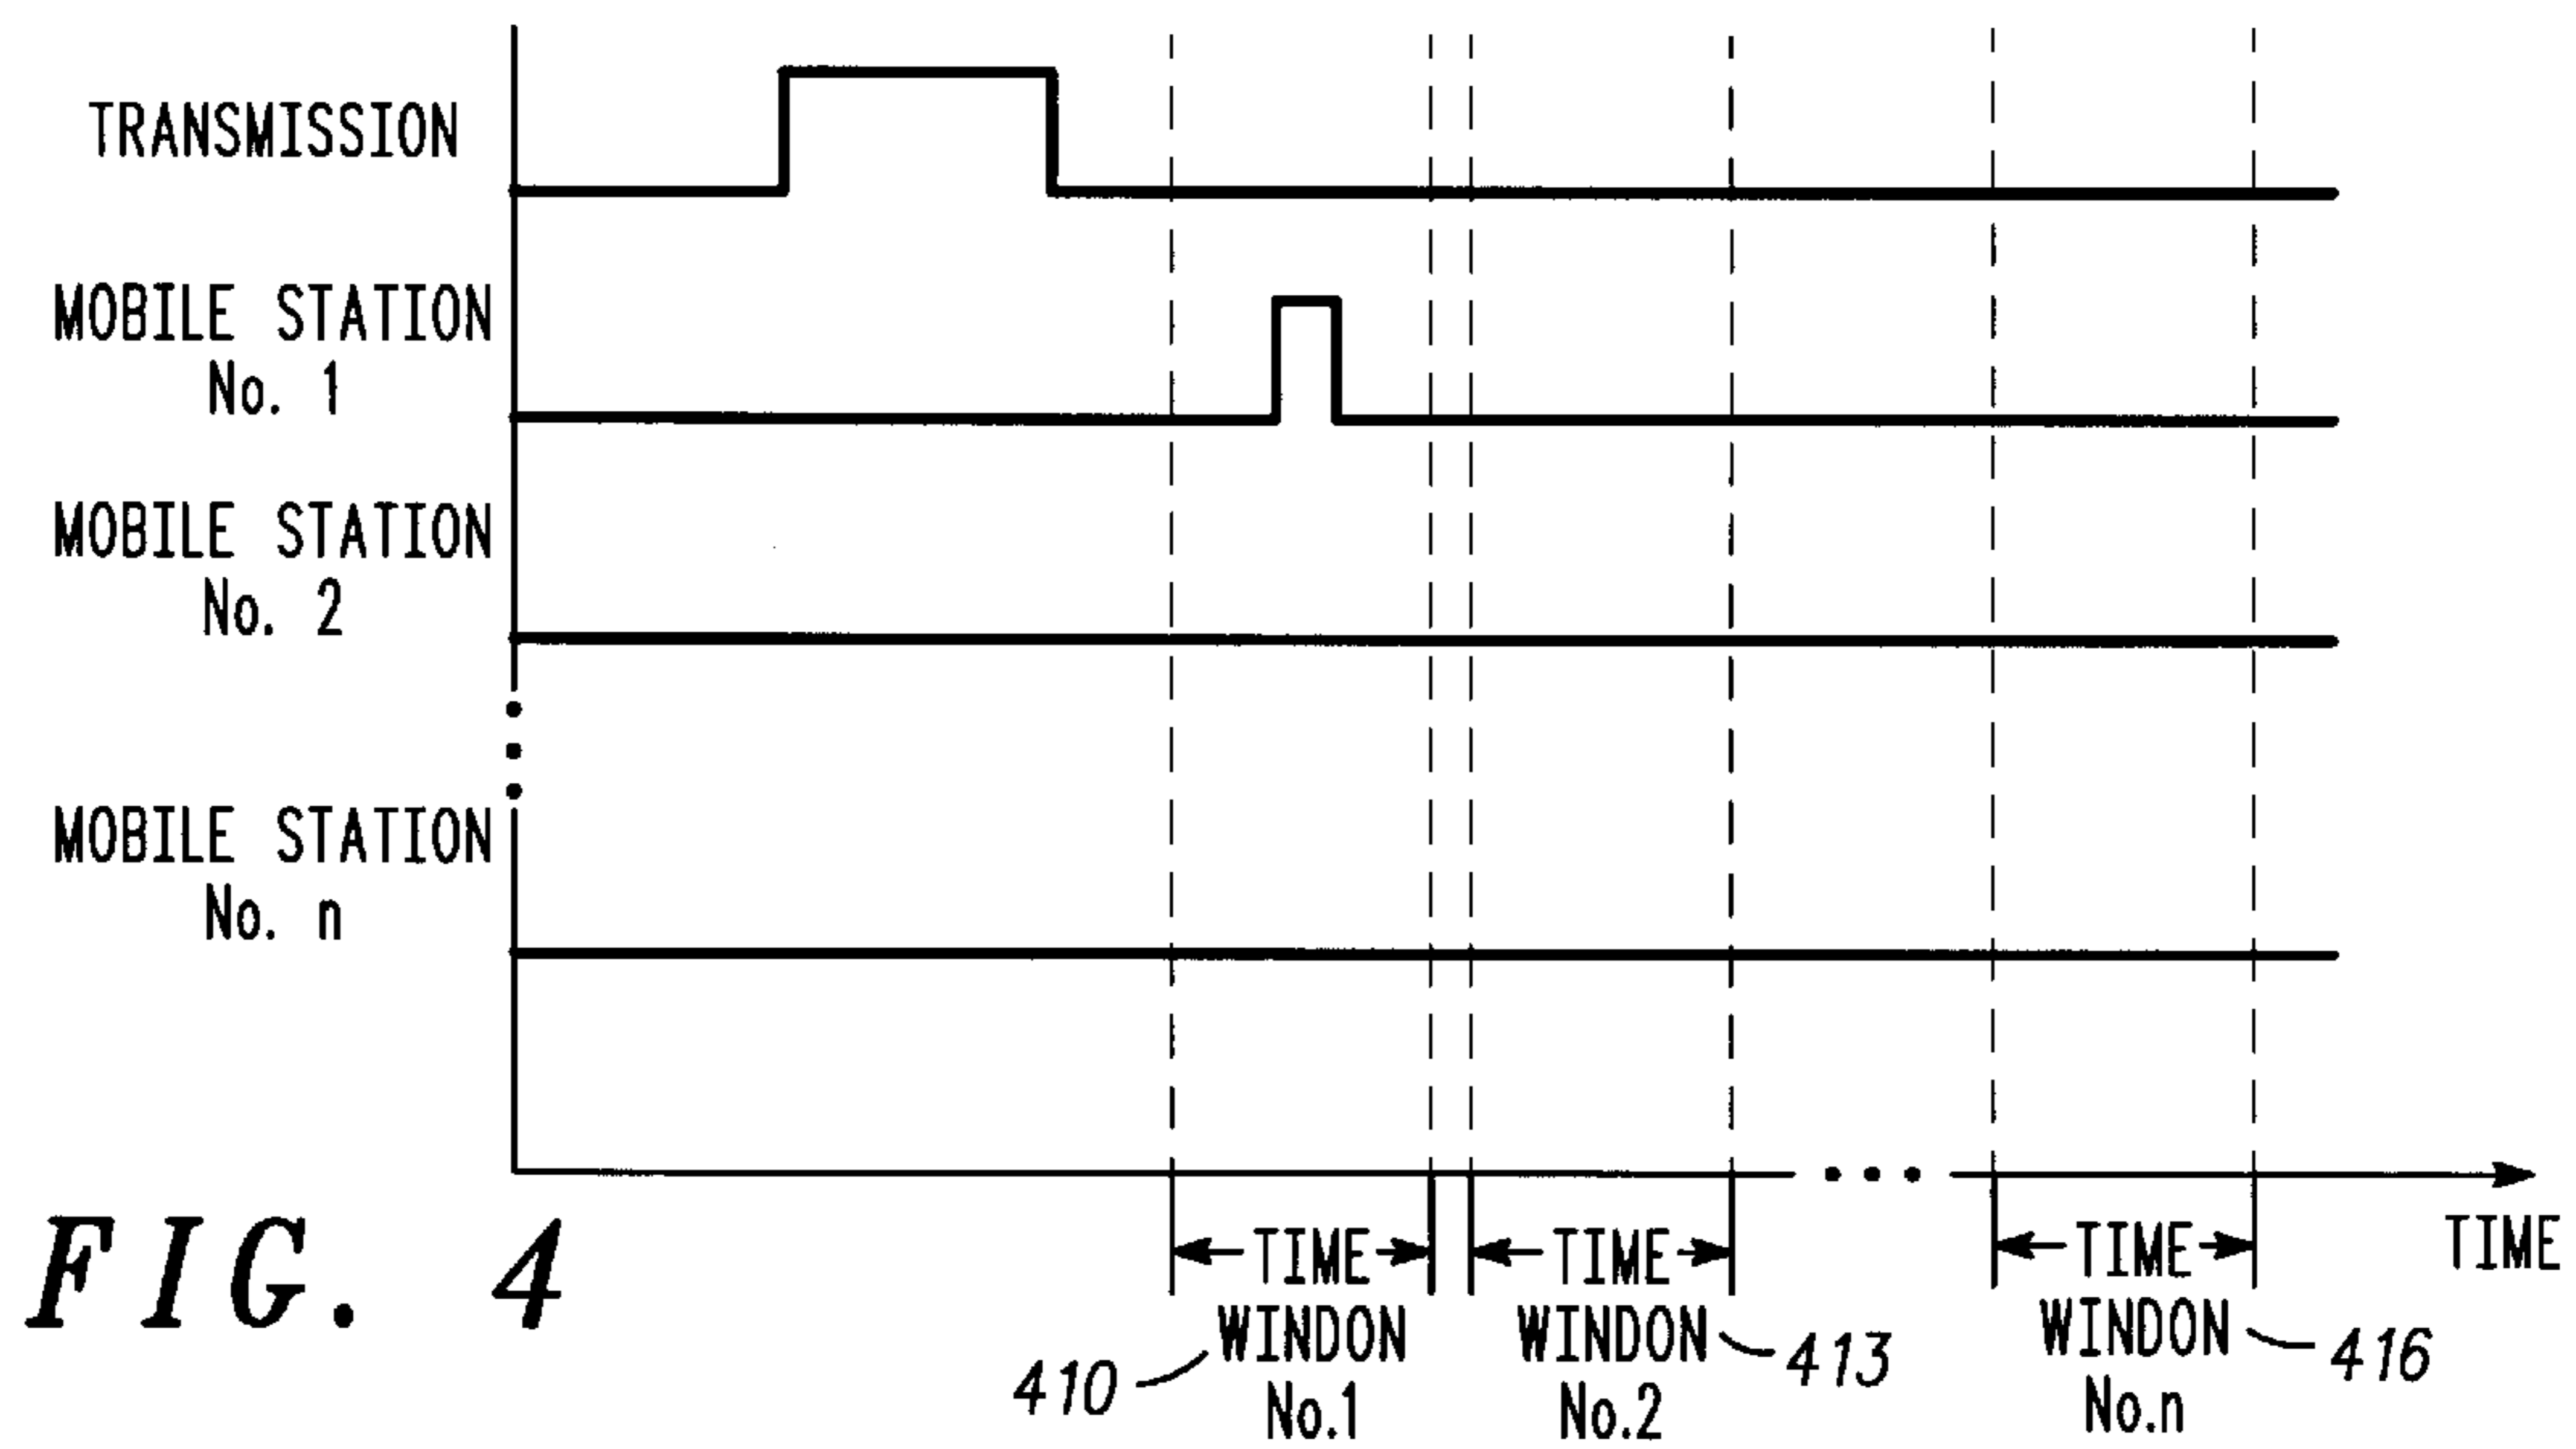 TRANSMISSION
MOBILE STATION
No. 1
MOBILE STATION
No. 2
MOBILE STATION
No. n
TIME
TIME
TIME
TIME
WINDON
WINDON
WINDON
410
413
416
No.1
No.2
No.n
FIG. 4